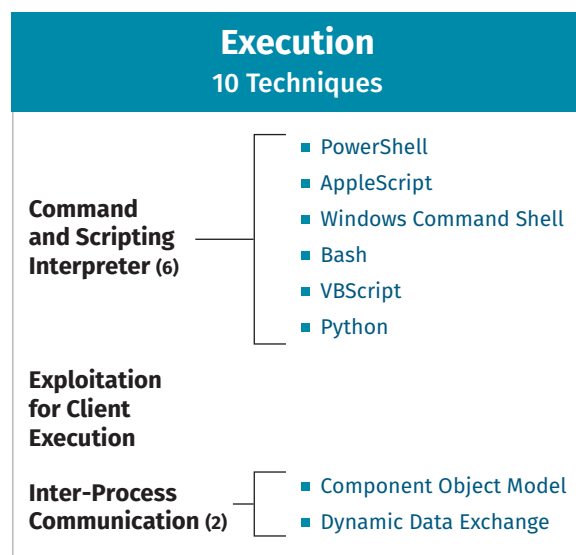 Execution
10 Techniques
Command
and Scripting
Interpreter (6)
PowerShell
AppleScript
Windows Command Shell
Bash
VBScript
Python
Exploitation
for Client
Execution
Inter-Process
Communication (2)
Component Object Model
Dynamic Data Exchange